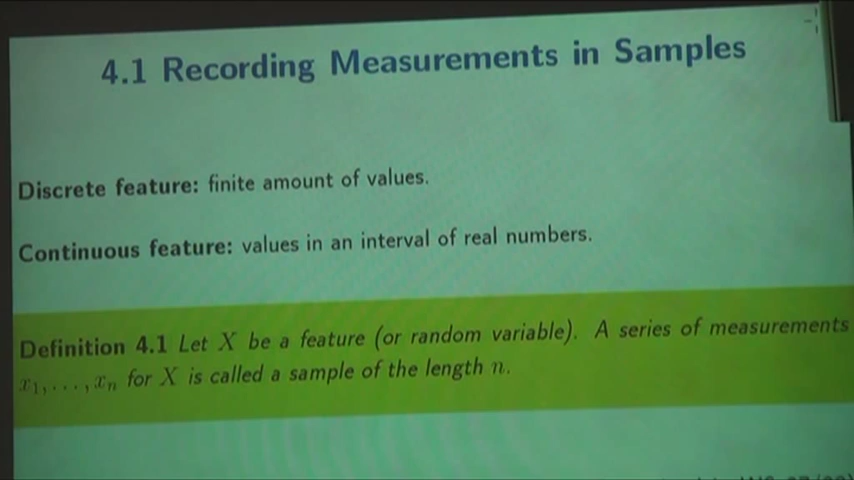 4.1 Recording Measurements in Samples
Discrete feature: finite amount of values.
Continuous feature: values in an interval of real numbers.
Definition 4.1 Let X be a feature (or random variable). A series of measurements
x₁, . . . , xₙ for X is called a sample of the length n.